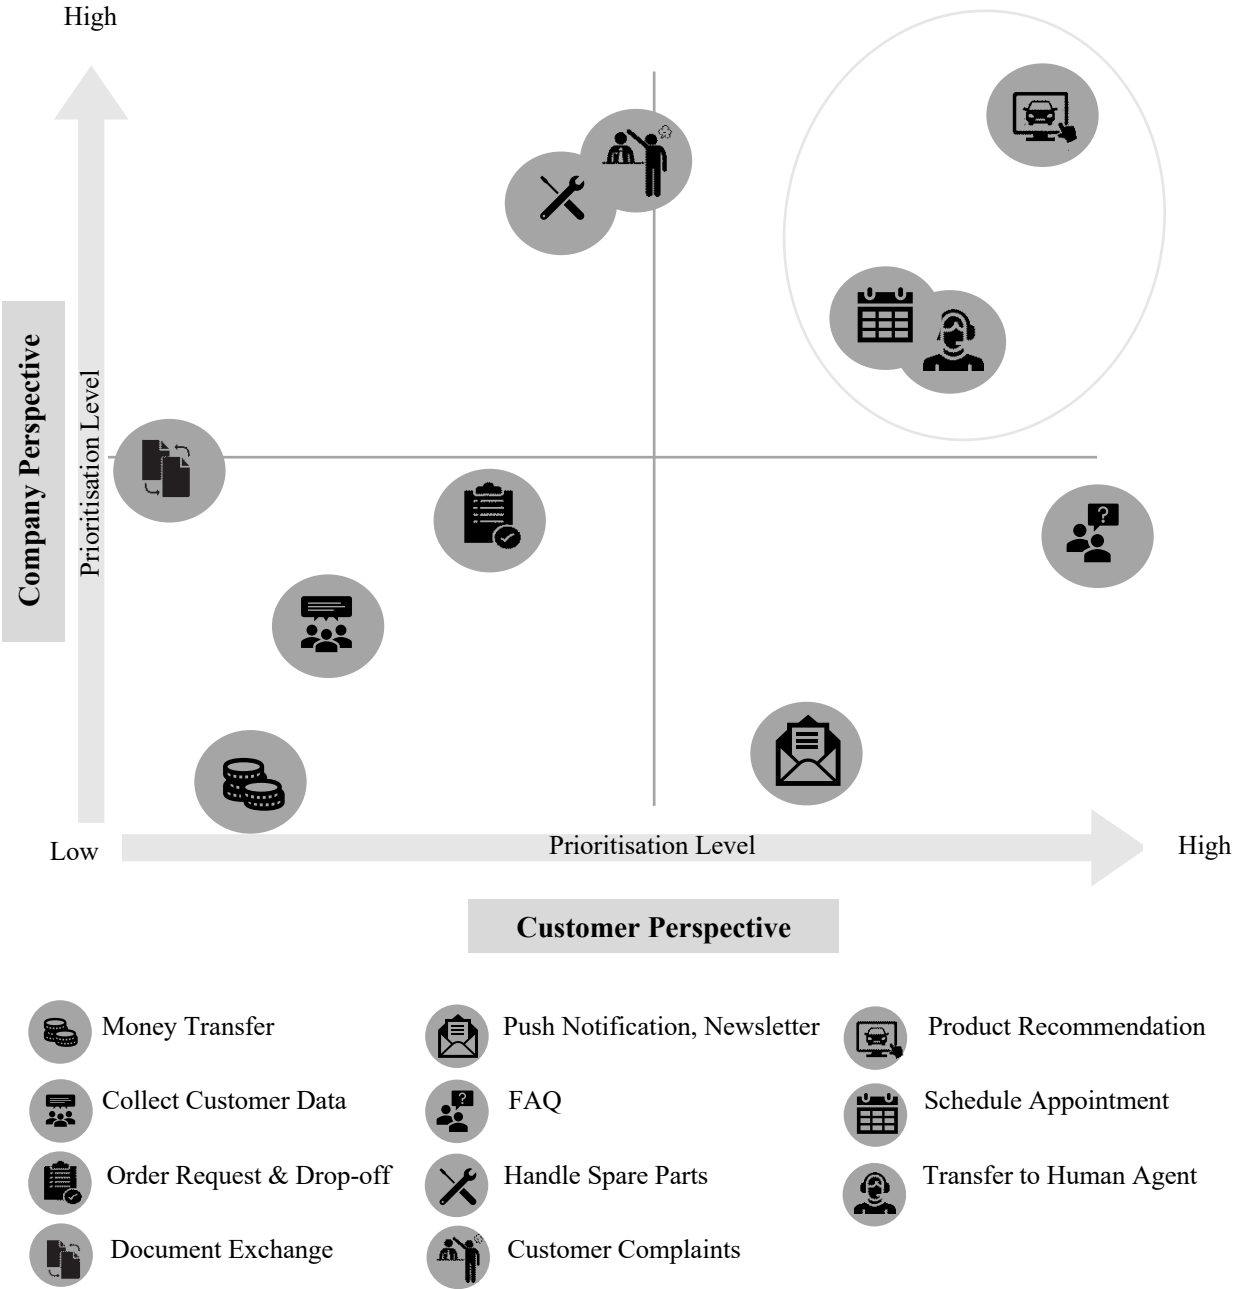 High
Company Perspective
Prioritisation Level
?
Low
Prioritisation Level
High
Customer Perspective
Money Transfer
Push Notification, Newsletter
Product Recommendation
Collect Customer Data
?
FAQ
Schedule Appointment
Order Request & Drop-off
Handle Spare Parts
Transfer to Human Agent
Document Exchange
Customer Complaints